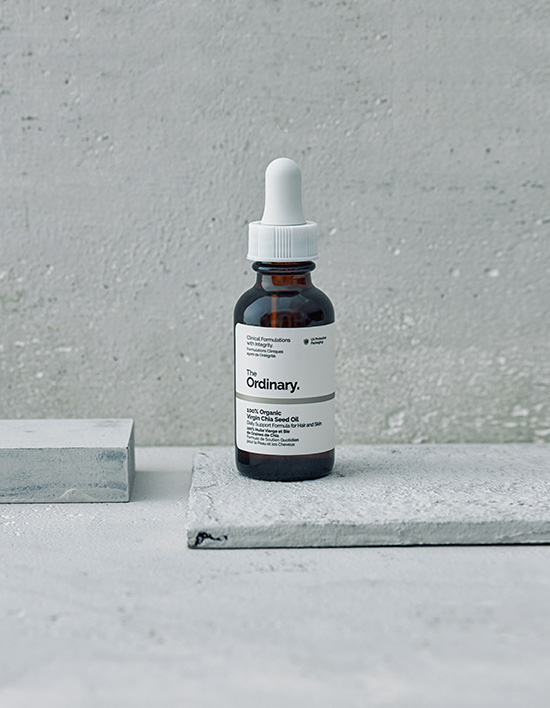 Clinical Formulations
with Integrity.
Formulations Cliniques
Ayant de l'Intégrité.
UV Protective
Packaging
The
Ordinary.
100% Organic
Virgin Chia Seed Oil
Daily Support Formula for Hair and Skin
100% Huile Vierge et Bio
de Graines de Chia
Formule de Soutien Quotidien
pour la Peau et les Cheveux